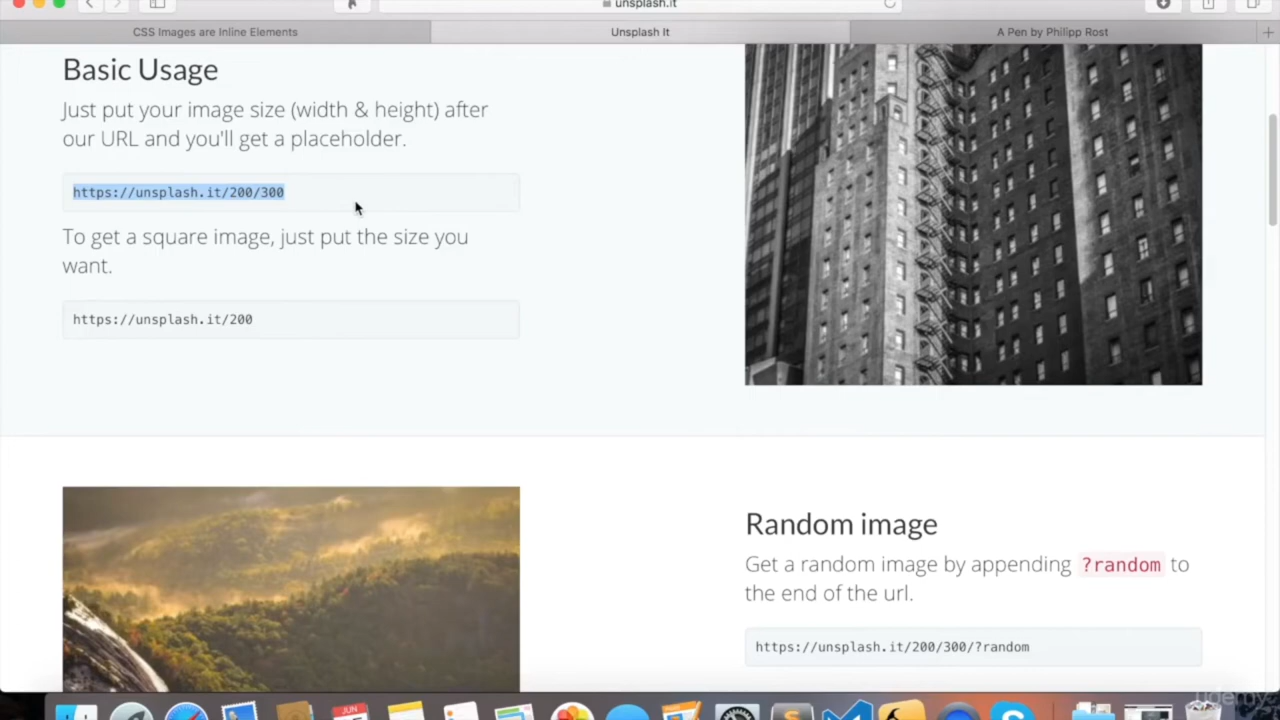 unsplash.it
CSS Images are Inline Elements
Unsplash It
A Pen by Philipp Rost
Basic Usage
Just put your image size (width & height) after
our URL and you'll get a placeholder.
https://unsplash.it/200/300
To get a square image, just put the size you
want.
https://unsplash.it/200
Random image
Get a random image by appending ?random to
the end of the url.
https://unsplash.it/200/300/?random
JUN
udemy